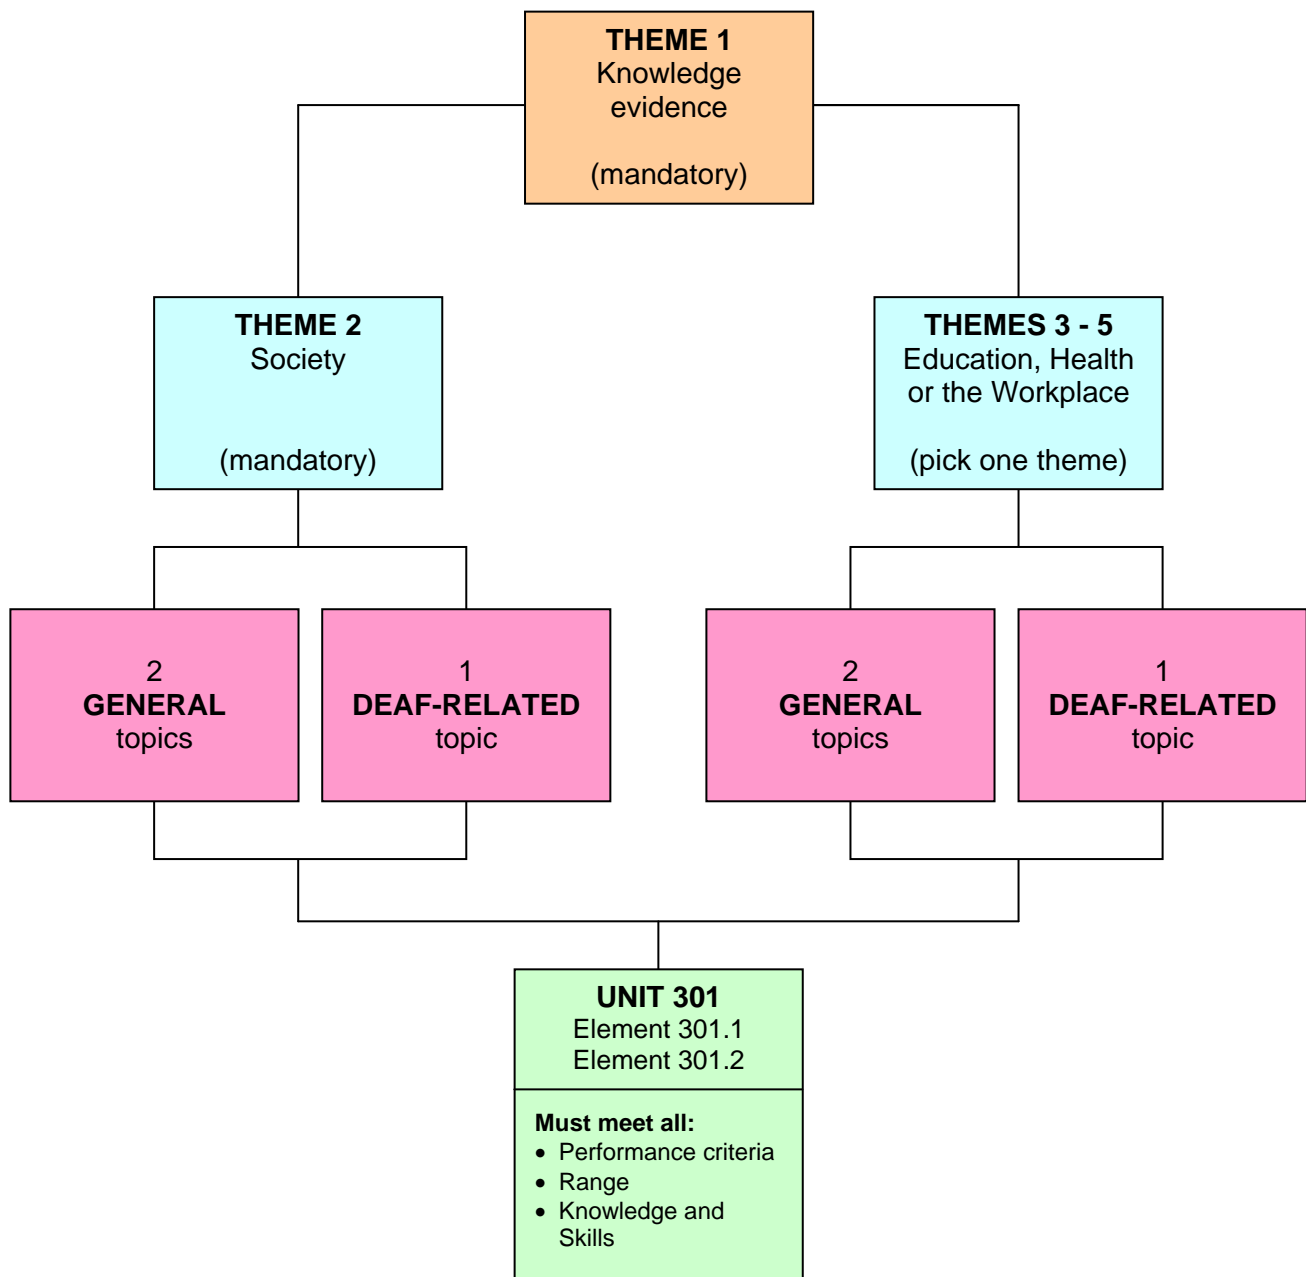 THEME 1
Knowledge
evidence
(mandatory)
THEME 2
Society
(mandatory)
THEMES 3 - 5
Education, Health
or the Workplace
(pick one theme)
2
GENERAL
topics
1
DEAF-RELATED
topic
2
GENERAL
topics
1
DEAF-RELATED
topic
UNIT 301
Element 301.1
Element 301.2
Must meet all:
• Performance criteria
• Range
• Knowledge and
Skills